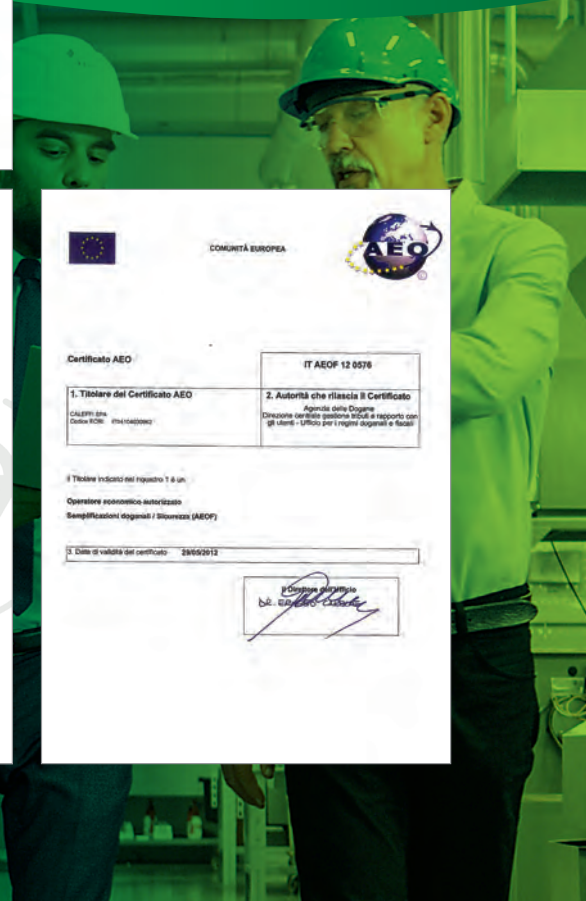 COMUNITÀ EUROPEA
AEO
©
Certificato AEO
IT AEOF 12 0576
1. Titolare del Certificato AEO
CALEFFI SPA
Codice EORI:
2. Autorità che rilascia il Certificato
Agenzia delle Dogane
Direzione centrale gestione tributi e rapporto con
gli utenti - Ufficio per i regimi doganali e fiscali
Il Titolare indicato nel riquadro 1 è un
Operatore economico autorizzato
Semplificazioni doganali / Sicurezza (AEOF)
3. Data di validità del certificato 29/05/2012
Il Direttore dell'Ufficio
DR.